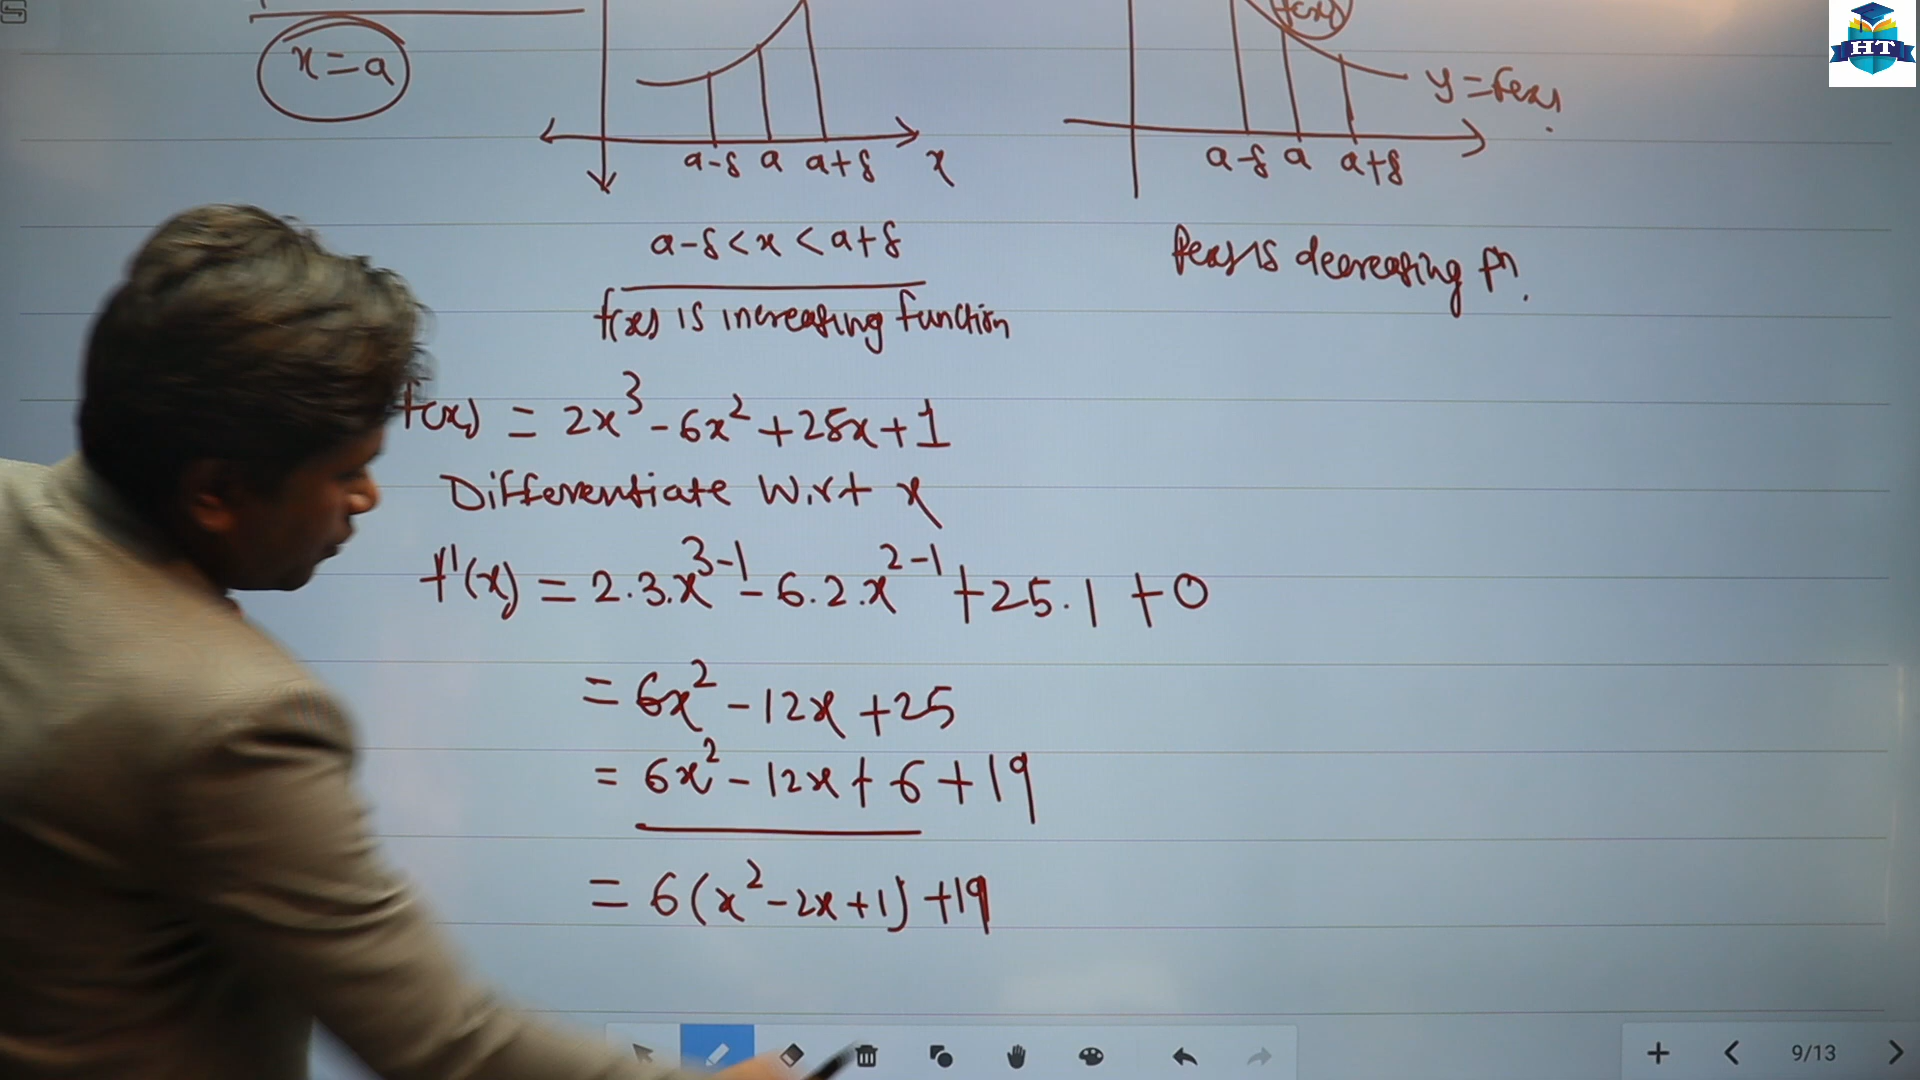 x=a
a-δ a a+δ x
f(x)
y=f(x)
a-δ a a+δ
a-δ<x<a+δ
f(x) is increasing function
f(x) is decreasing fn.
f(x) = 2x³-6x²+25x+1
Differentiate W.r.t x
f'(x) = 2.3.x³⁻¹-6.2.x²⁻¹+25.1+0
= 6x²-12x+25
= 6x²-12x+6+19
= 6(x²-2x+1)+19
HT
9/13